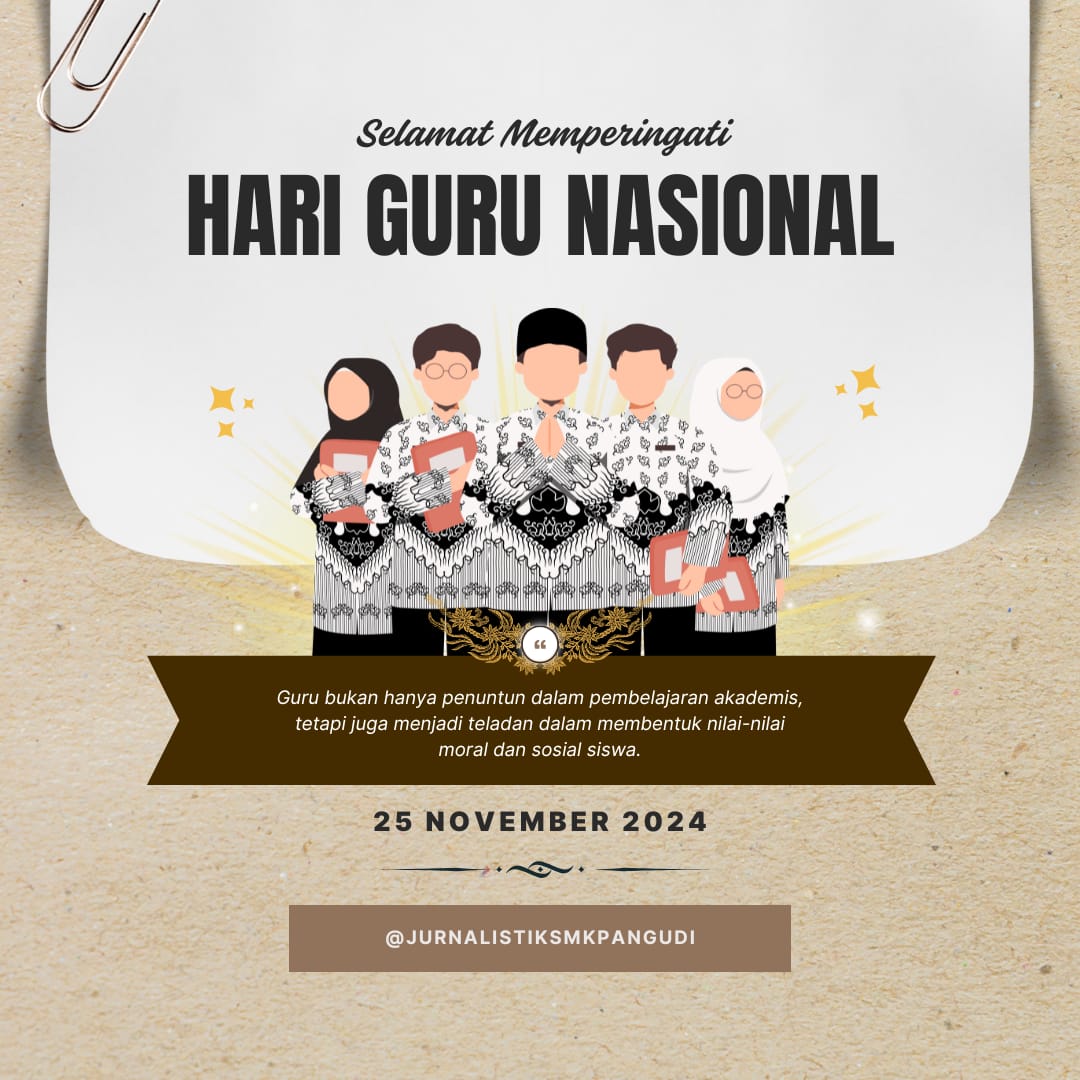 Selamat Memperingati
HARI GURU NASIONAL
“
Guru bukan hanya penuntun dalam pembelajaran akademis,
tetapi juga menjadi teladan dalam membentuk nilai-nilai
moral dan sosial siswa.
25 NOVEMBER 2024
@JURNALISTIKSMKPANGUDI